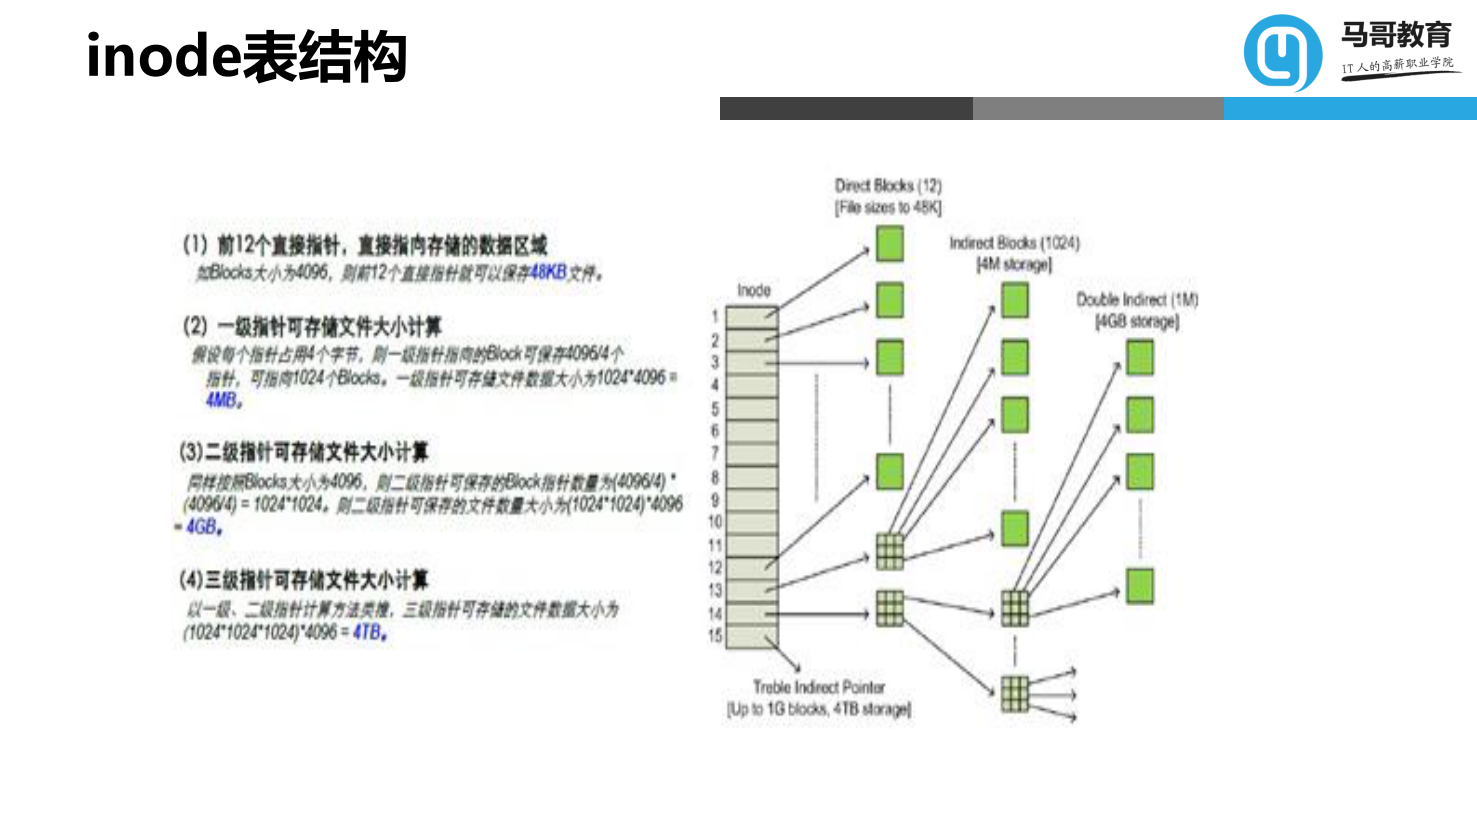 inode表结构
马哥教育
IT人的高薪职业学院
(1) 前12个直接指针，直接指向存储的数据区域
如Blocks大小为4096，则前12个直接指针就可以保存48KB文件。
(2) 一级指针可存储文件大小计算
假设每个指针占用4个字节，则一级指针指向的Block可保存4096/4个
指针，可指向1024个Blocks。一级指针可存储文件数据大小为1024*4096 =
4MB。
(3)二级指针可存储文件大小计算
同样按照Blocks大小为4096，则二级指针可保存的Block指针数量为(4096/4) *
(4096/4) = 1024*1024。则二级指针可保存的文件数量大小为(1024*1024)*4096
= 4GB。
(4)三级指针可存储文件大小计算
以一级、二级指针计算方法类推，三级指针可存储的文件数据大小为
(1024*1024*1024)*4096 = 4TB。
Direct Blocks (12)
[File sizes to 48K]
Indirect Blocks (1024)
[4M storage]
Double Indirect (1M)
[4GB storage]
Inode
1
2
3
4
5
6
7
8
9
10
11
12
13
14
15
Treble Indirect Pointer
[Up to 1G blocks, 4TB storage]